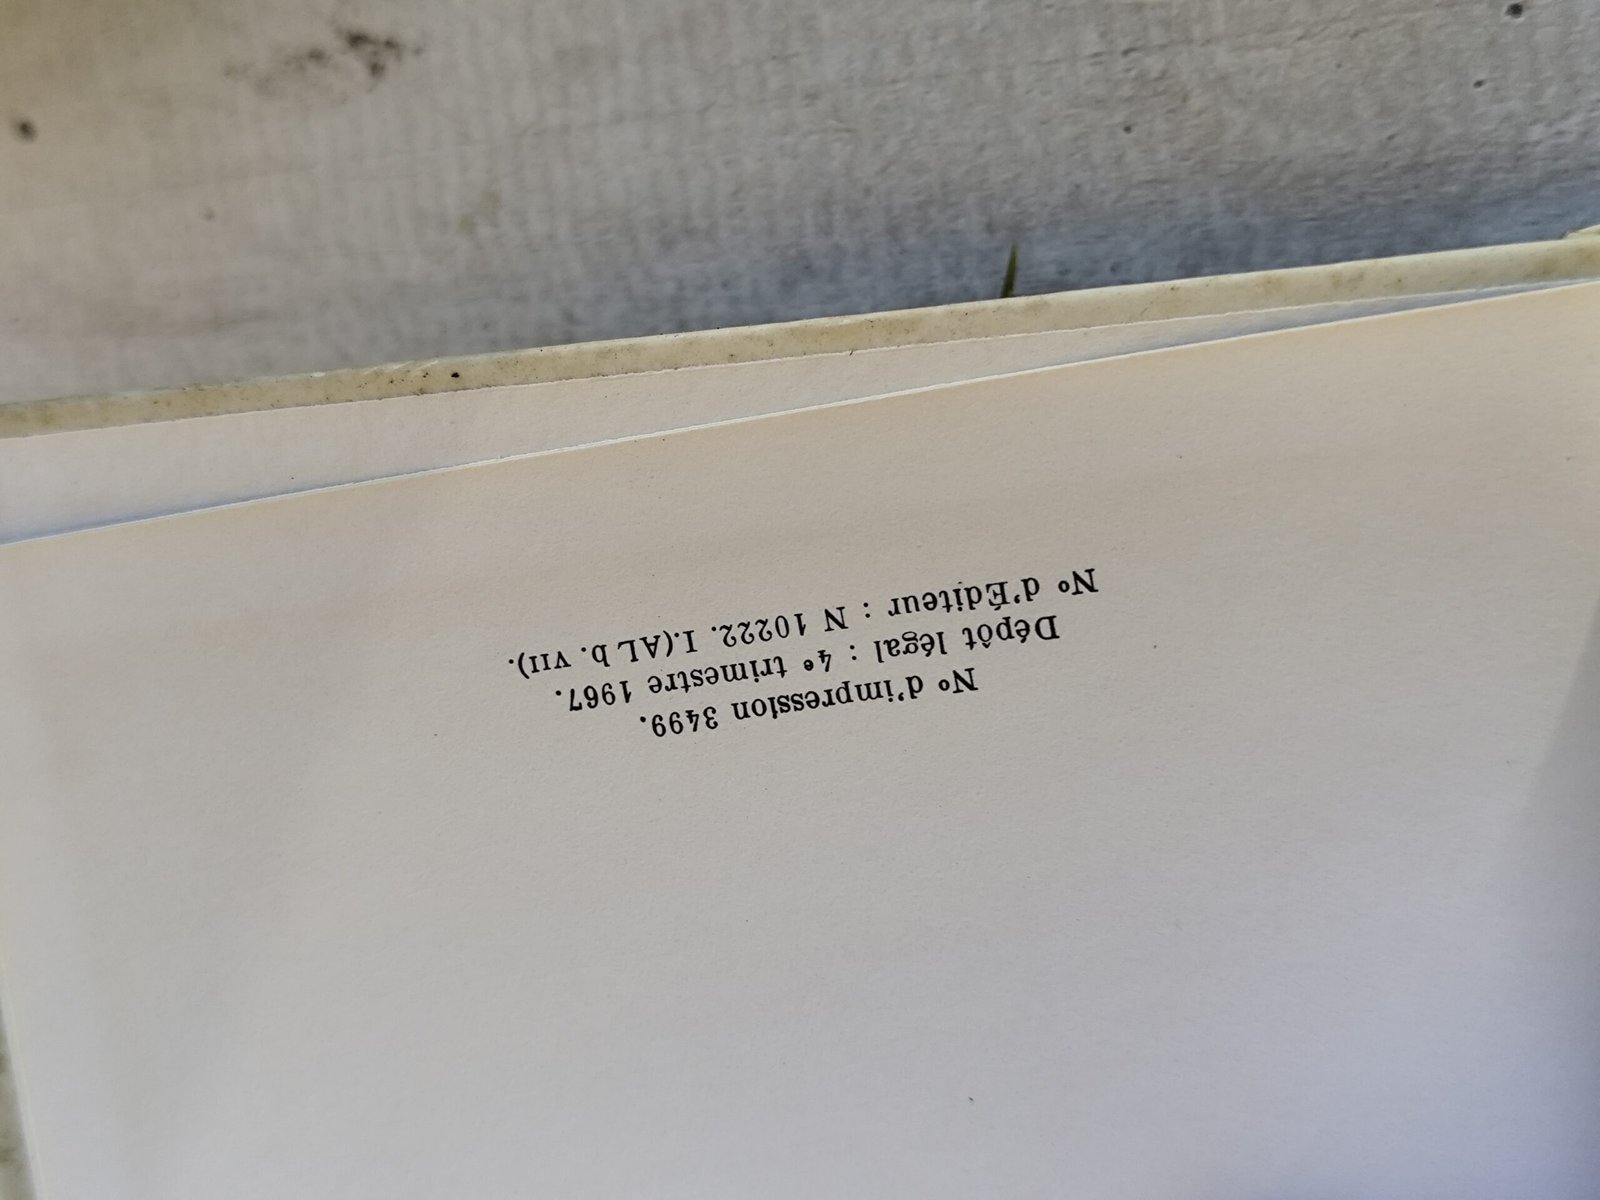 Nº d'Éditeur : N 10222. I.(AL b. VII).
Dépôt légal : 4e trimestre 1967.
Nº d'impression 3499.